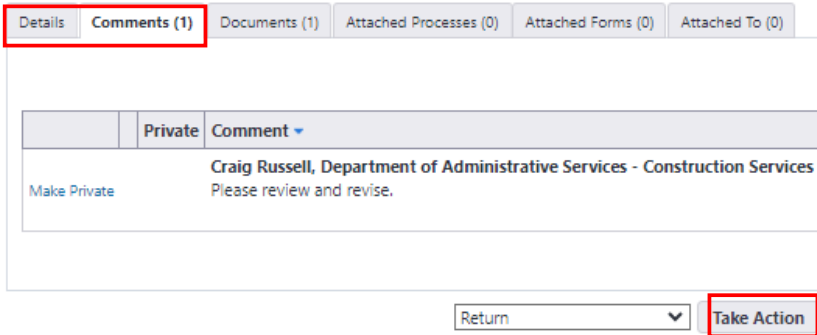 Details Comments (1) Documents (1) Attached Processes (0) Attached Forms (0) Attached To (0)
Private Comment
Craig Russell, Department of Administrative Services - Construction Services
Make Private Please review and revise.
Return Take Action